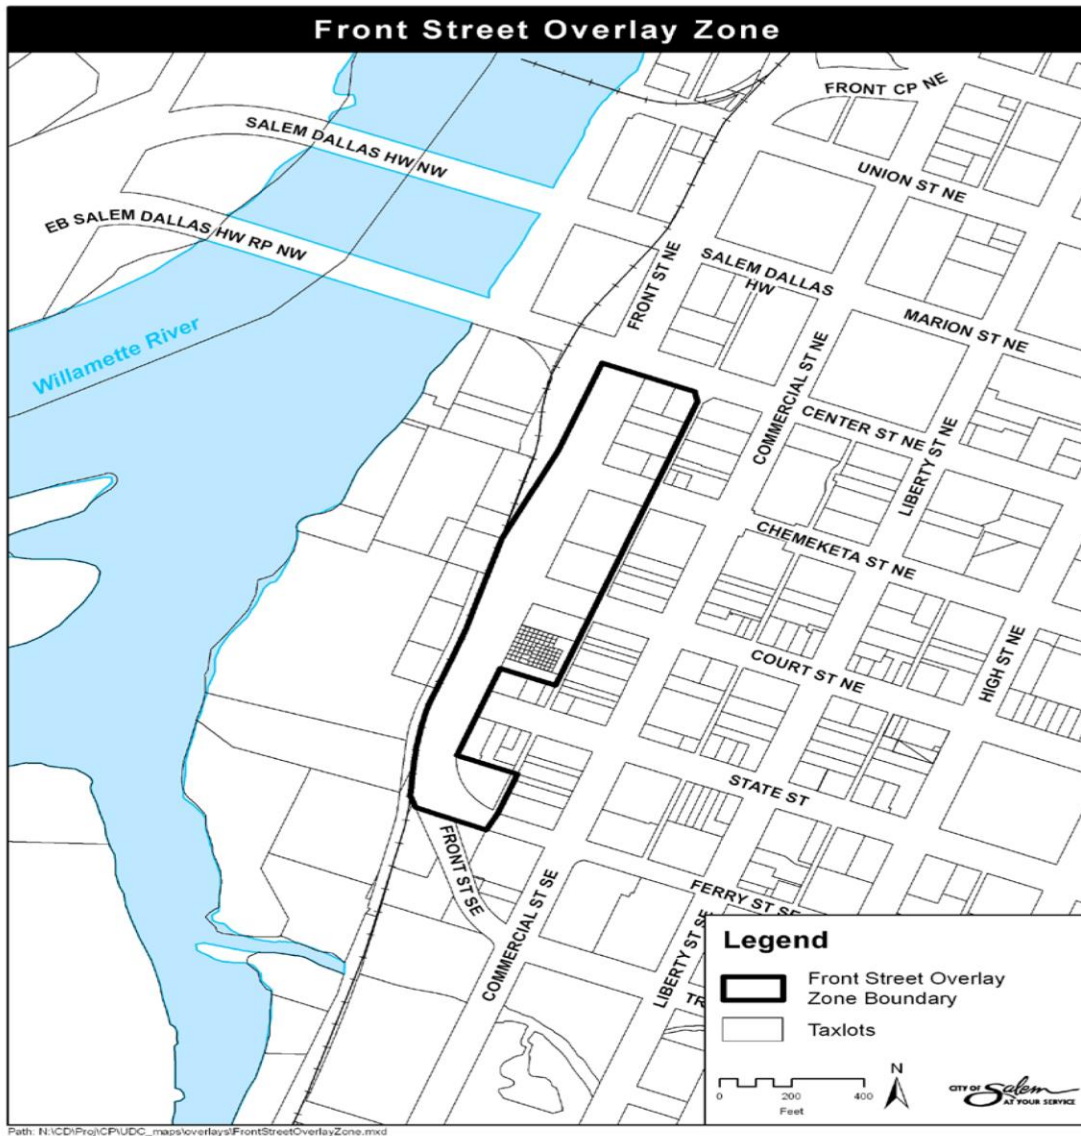 Front Street Overlay Zone
FRONT CP NE
SALEM DALLAS HW NW
UNION ST NE
EB SALEM DALLAS HW RP NW
FRONT ST NE
SALEM DALLAS
HW
MARION ST NE
Willamette River
COMMERCIAL ST NE
CENTER ST NE
LIBERTY ST NE
CHEMEKETA ST NE
COURT ST NE
HIGH ST NE
STATE ST
FRONT ST SE
FERRY ST SE
COMMERCIAL ST SE
LIBERTY ST SE
TR
Legend
Front Street Overlay
Zone Boundary
Taxlots
N
0 200 400
Feet
CITY OF Salem
AT YOUR SERVICE
Path: N:\CD\Proj\CP\UDC_maps\overlays\FrontStreetOverlayZone.mxd